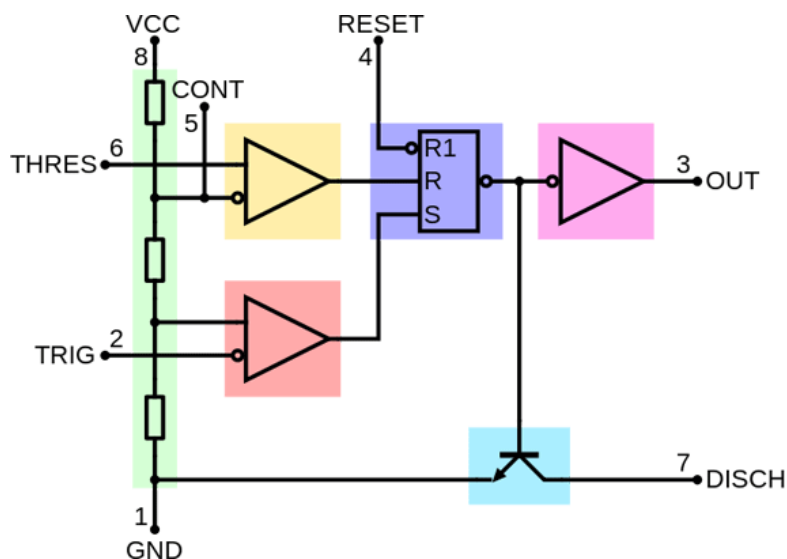 VCC
RESET
8
4
CONT
5
THRES
6
R1
3
R
OUT
S
2
TRIG
7
DISCH
1
GND